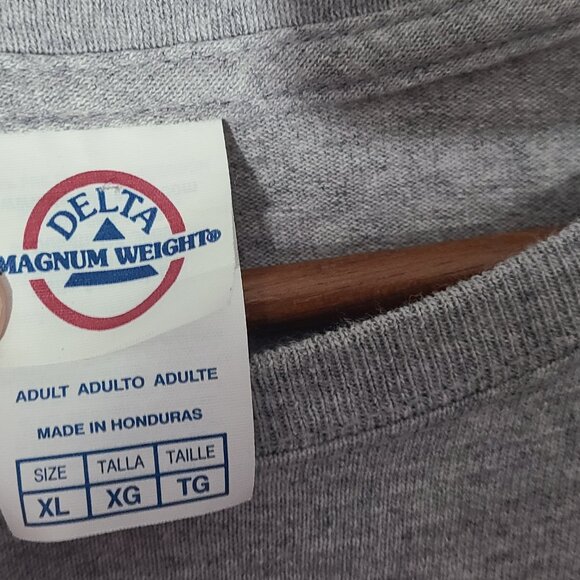 DELTA
MAGNUM WEIGHT®
ADULT ADULTO ADULTE
MADE IN HONDURAS
SIZE TALLA TAILLE
XL XG TG